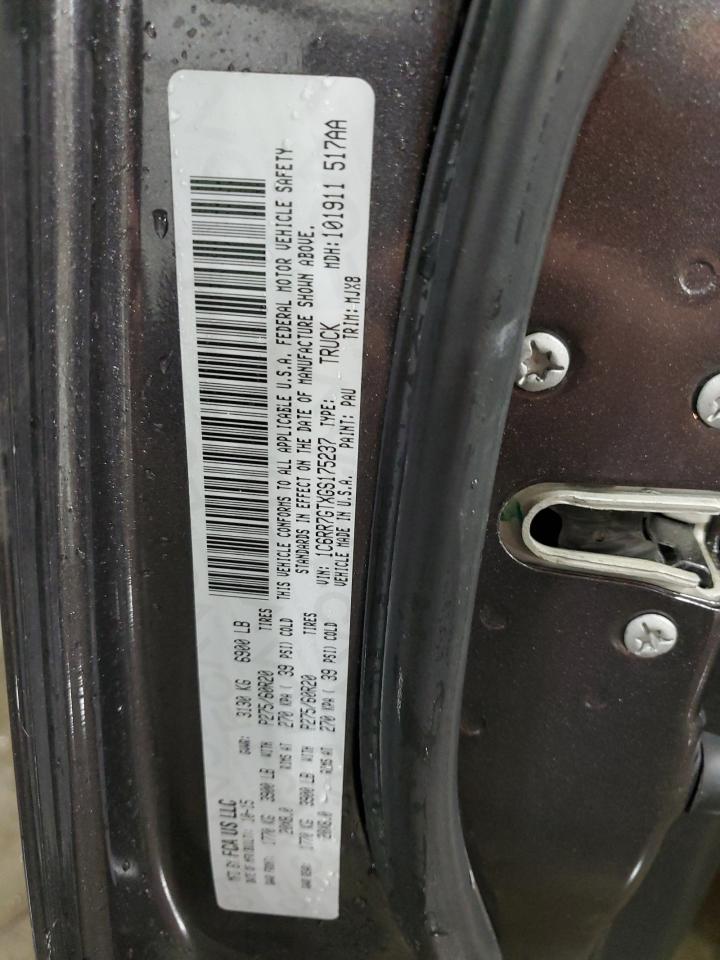 MFD BY: FCA US LLC
DATE OF MFR: 10-15 GVWR: 3130 KG 6900 LB
GAWR FRONT: 1770 KG 3900 LB WITH P275/60R20 TIRES
20X8.0 RIMS AT 270 KPA ( 39 PSI) COLD
GAWR REAR: 1770 KG 3900 LB WITH P275/60R20 TIRES
20X8.0 RIMS AT 270 KPA ( 39 PSI) COLD
THIS VEHICLE CONFORMS TO ALL APPLICABLE U.S.A. FEDERAL MOTOR VEHICLE SAFETY
STANDARDS IN EFFECT ON THE DATE OF MANUFACTURE SHOWN ABOVE.
VIN: 1C6RR7GTXGS175237 TYPE: TRUCK MDH: 101911 517AA
VEHICLE MADE IN U.S.A. PAINT: PAU TRIM: MJX8